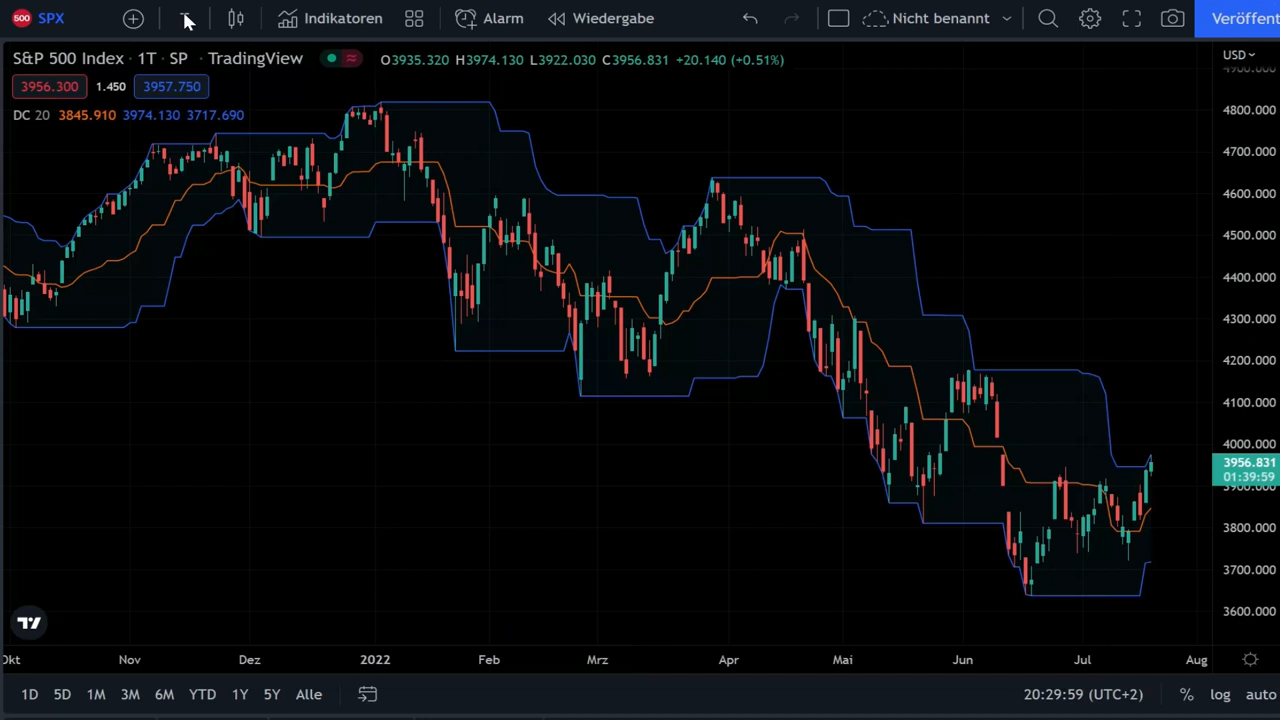 500 SPX T Indikatoren Alarm Wiedergabe Nicht benannt Veröffent
S&P 500 Index · 1T · SP · TradingView O3935.320 H3974.130 L3922.030 C3956.831 +20.140 (+0.51%) USD
3956.300 1.450 3957.750
DC 20 3845.910 3974.130 3717.690
4800.000
4700.000
4600.000
4500.000
4400.000
4300.000
4200.000
4100.000
4000.000
3956.831
01:39:59
3800.000
3700.000
3600.000
Okt Nov Dez 2022 Feb Mrz Apr Mai Jun Jul Aug
1D 5D 1M 3M 6M YTD 1Y 5Y Alle 20:29:59 (UTC+2) % log auto